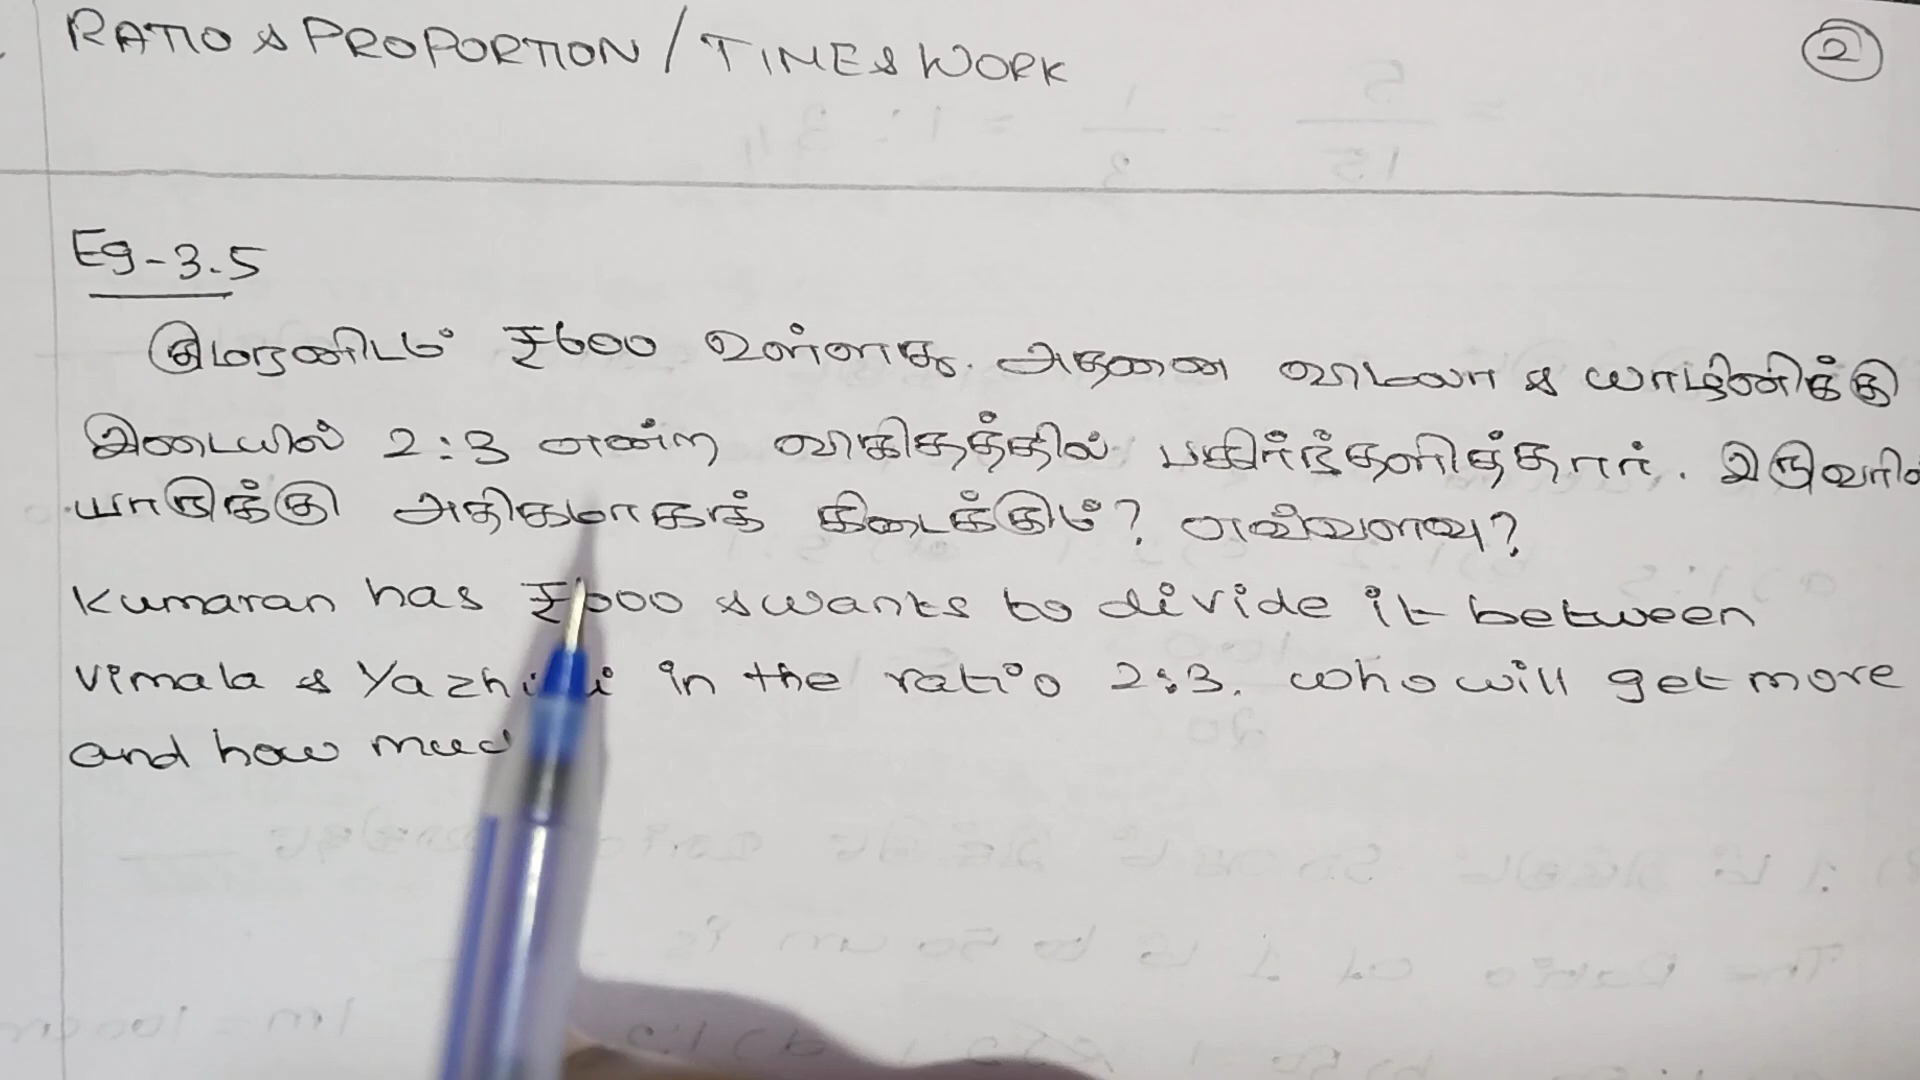 RATIO & PROPORTION / TIME & WORK
2
Eg-3.5
குமரனிடம் ₹600 உள்ளது. அதனை விமலா & யாழினிக்கு
இடையில் 2:3 என்ற விகிதத்தில் பகிர்ந்தளித்தார். இருவரில்
யாருக்கு அதிகமாகக் கிடைக்கும்? எவ்வளவு?
Kumaran has ₹600 & wants to divide it between
Vimala & Yazhini in the ratio 2:3. Who will get more
and how muc